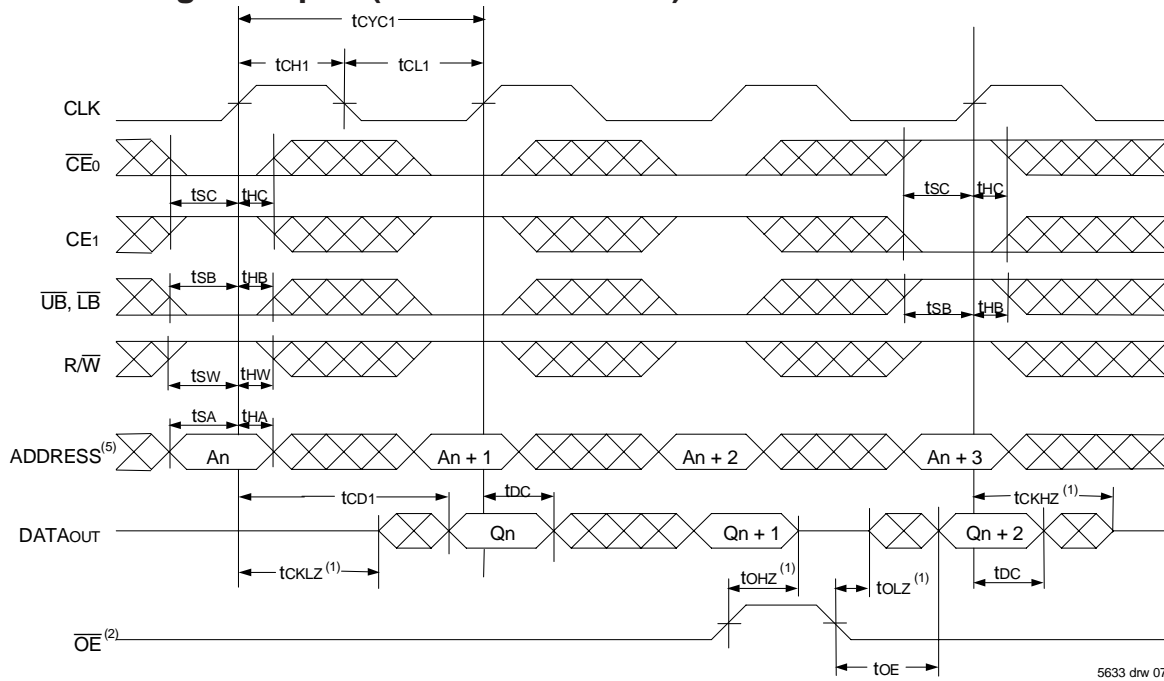 tCYC1
tCH1
tCL1
CLK
CE0
tSC
tHC
tSC
tHC
CE1
tSB
tHB
UB, LB
tSB
tHB
R/W
tSW
tHW
tSA
tHA
ADDRESS(5)
An
An + 1
An + 2
An + 3
tCD1
tDC
tCKHZ (1)
DATAOUT
Qn
Qn + 1
Qn + 2
tCKLZ (1)
tOHZ (1)
tOLZ (1)
tDC
OE (2)
tOE
5633 drw 07